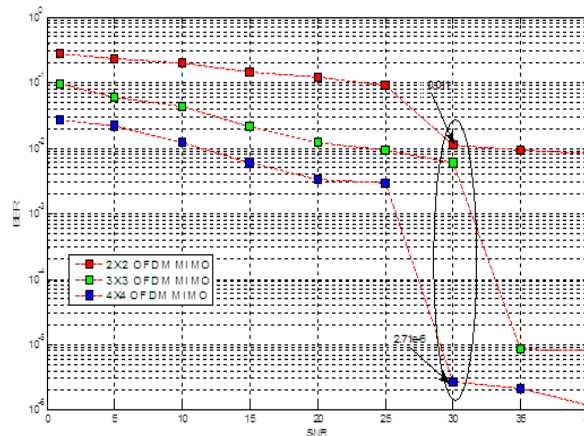 10^0
10^-1
10^-2
10^-3
10^-4
10^-5
10^-6
BER
0.011
2.71e-6
2X2 OFDM MIMO
3X3 OFDM MIMO
4X4 OFDM MIMO
0 5 10 15 20 25 30 35
SNR